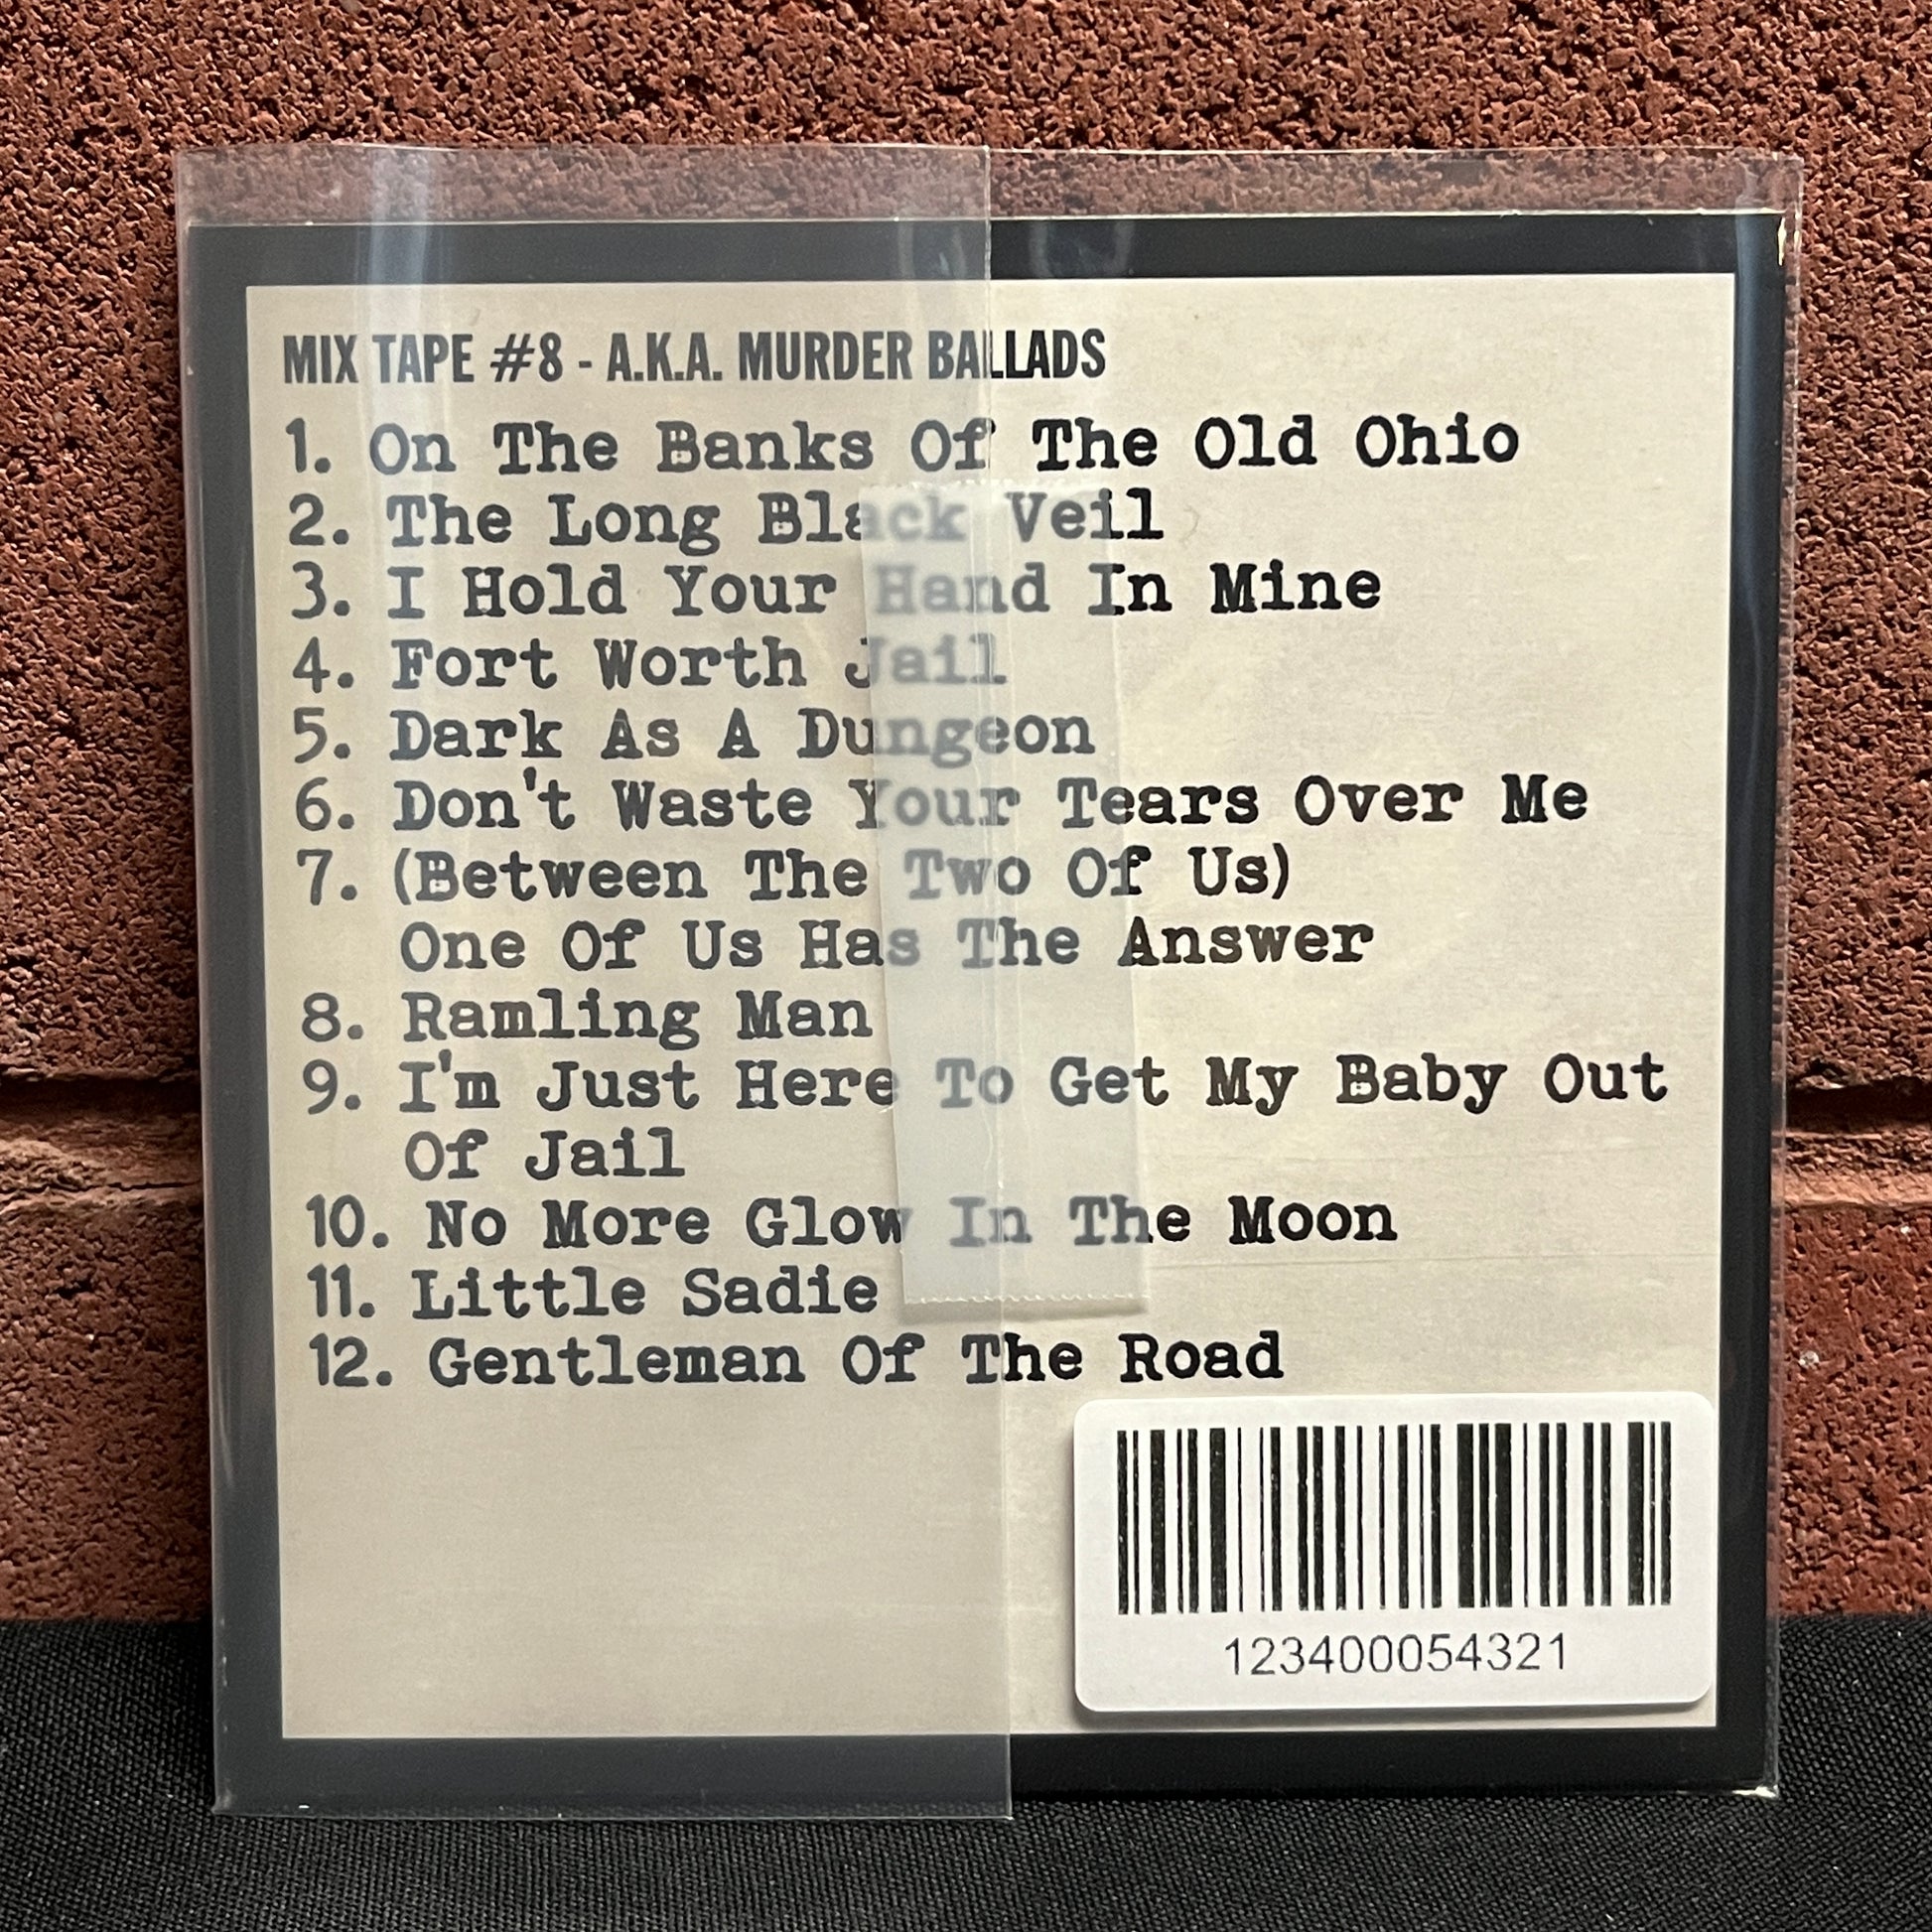 MIX TAPE #8 - A.K.A. MURDER BALLADS
1. On The Banks Of The Old Ohio
2. The Long Black Veil
3. I Hold Your Hand In Mine
4. Fort Worth Jail
5. Dark As A Dungeon
6. Don't Waste Your Tears Over Me
7. (Between The Two Of Us)
One Of Us Has The Answer
8. Ramling Man
9. I'm Just Here To Get My Baby Out
Of Jail
10. No More Glow In The Moon
11. Little Sadie
12. Gentleman Of The Road
123400054321